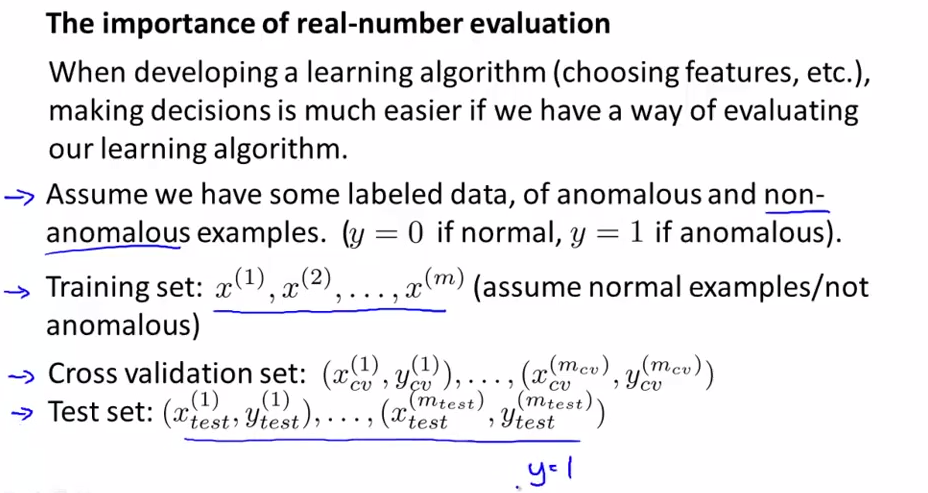 The importance of real-number evaluation
When developing a learning algorithm (choosing features, etc.),
making decisions is much easier if we have a way of evaluating
our learning algorithm.
→ Assume we have some labeled data, of anomalous and non-
anomalous examples. (y = 0 if normal, y = 1 if anomalous).
→ Training set: x^{(1)}, x^{(2)}, . . . , x^{(m)} (assume normal examples/not
anomalous)
→ Cross validation set: (x_{cv}^{(1)}, y_{cv}^{(1)}), . . . , (x_{cv}^{(m_{cv})}, y_{cv}^{(m_{cv})})
→ Test set: (x_{test}^{(1)}, y_{test}^{(1)}), . . . , (x_{test}^{(m_{test})}, y_{test}^{(m_{test})})
y=1